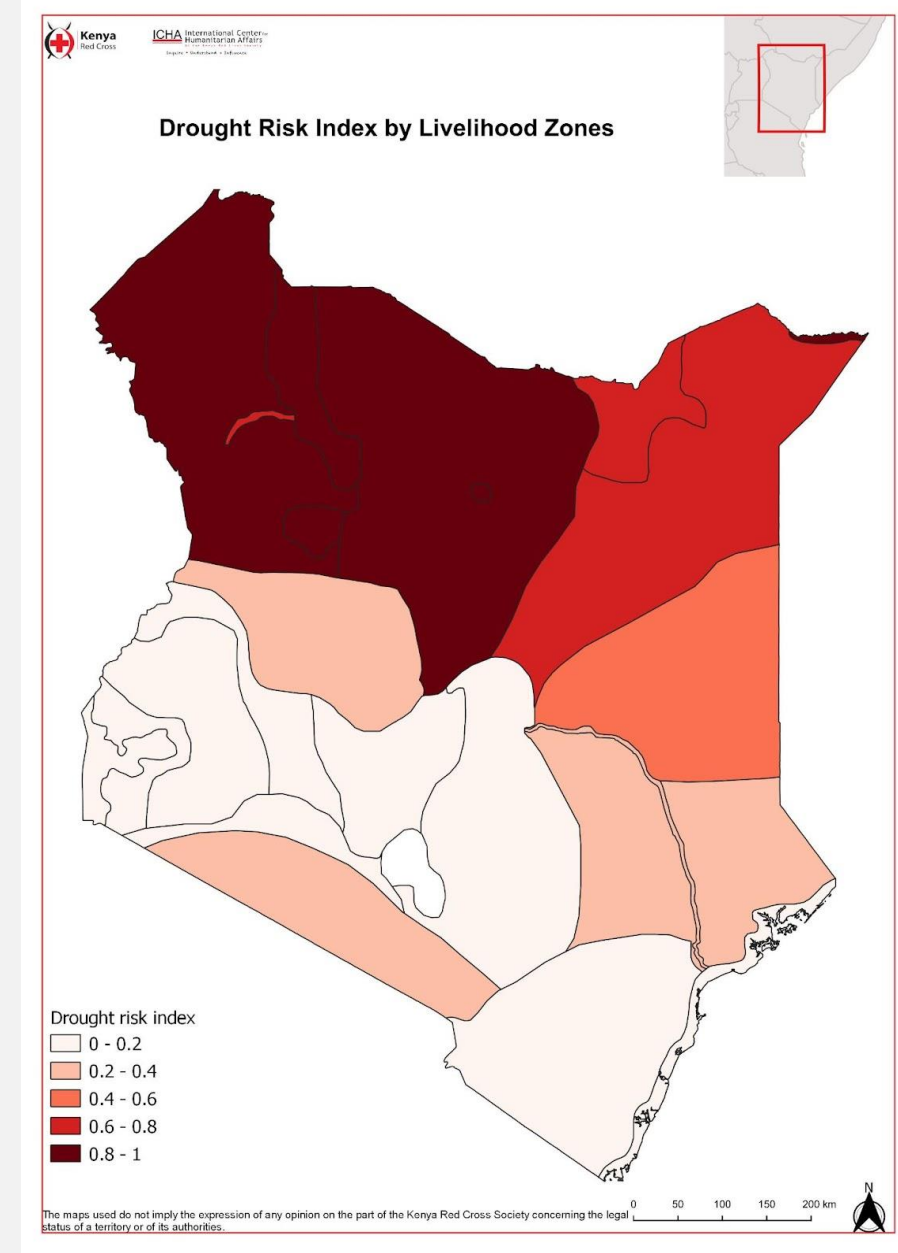 Kenya
Red Cross
ICHA International Center for
Humanitarian Affairs
Drought Risk Index by Livelihood Zones
Drought risk index
0 - 0.2
0.2 - 0.4
0.4 - 0.6
0.6 - 0.8
0.8 - 1
0 50 100 150 200 km
N
The maps used do not imply the expression of any opinion on the part of the Kenya Red Cross Society concerning the legal
status of a territory or of its authorities.